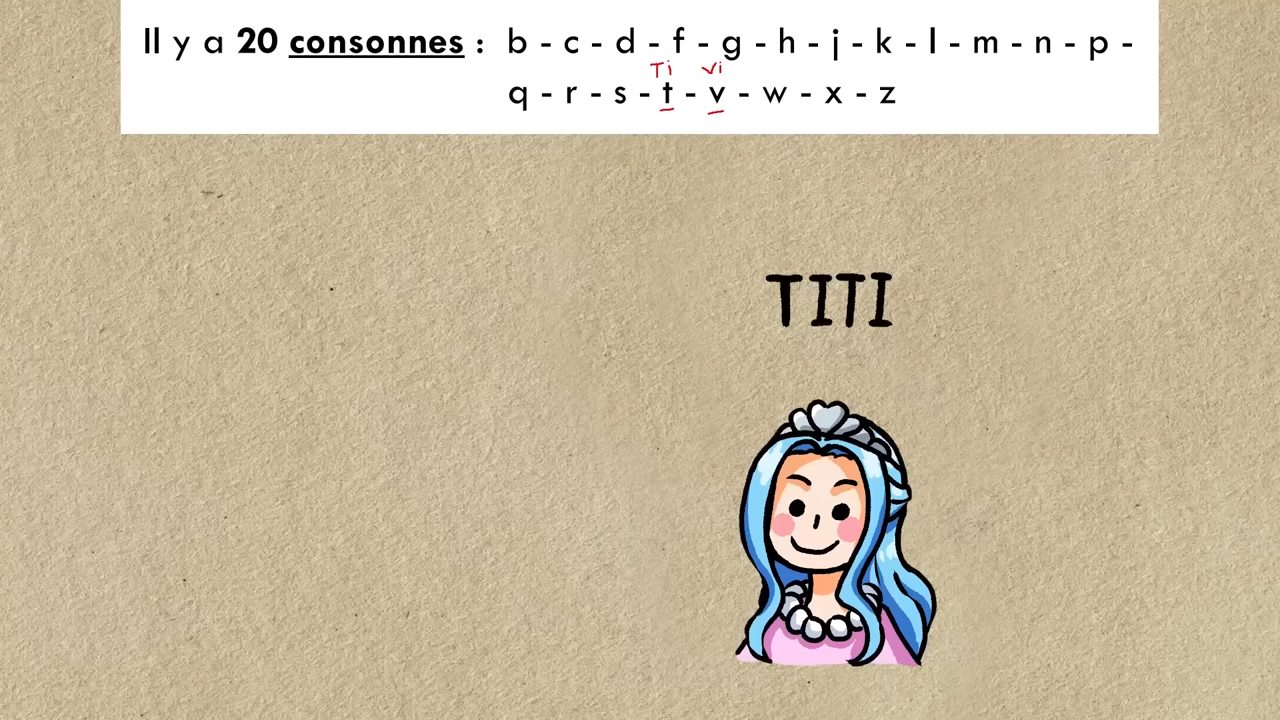 Il y a 20 consonnes : b - c - d - f - g - h - j - k - l - m - n - p -
Ti vi
q - r - s - t - v - w - x - z
TITI